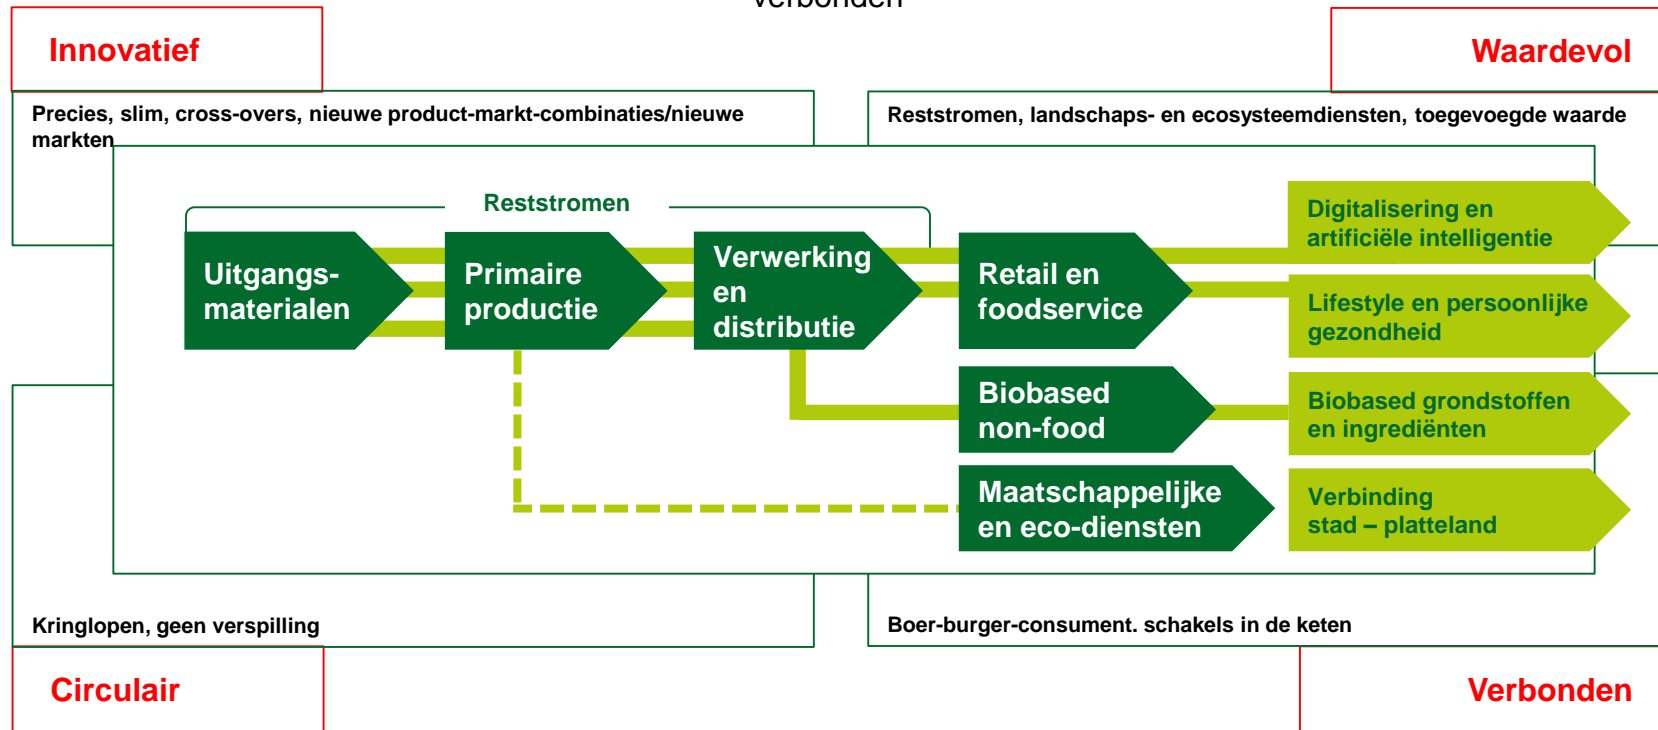 verbonden
Innovatief
Waardevol
Precies, slim, cross-overs, nieuwe product-markt-combinaties/nieuwe
markten
Reststromen, landschaps- en ecosysteemdiensten, toegevoegde waarde
Reststromen
Uitgangs-
materialen
Primaire
productie
Verwerking
en
distributie
Retail en
foodservice
Digitalisering en
artificiële intelligentie
Lifestyle en persoonlijke
gezondheid
Biobased
non-food
Biobased grondstoffen
en ingrediënten
Maatschappelijke
en eco-diensten
Verbinding
stad – platteland
Kringlopen, geen verspilling
Boer-burger-consument. schakels in de keten
Circulair
Verbonden